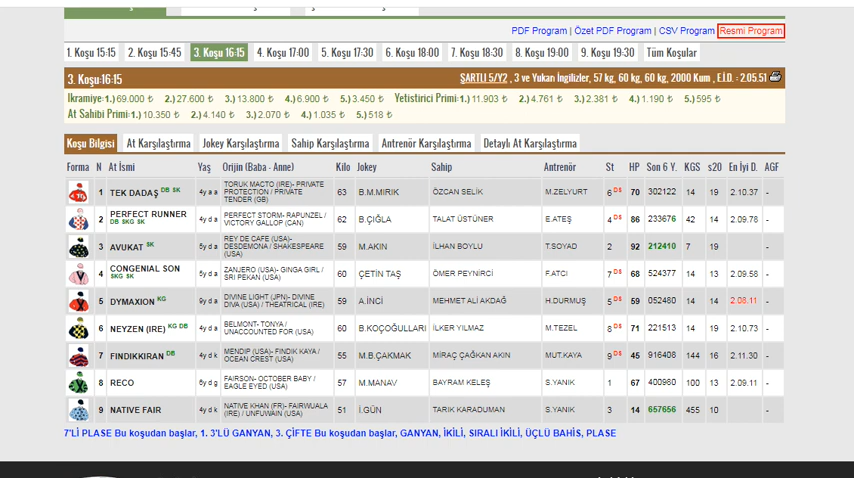 PDF Program | Özet PDF Program | CSV Program Resmi Program
1. Koşu 15:15 2. Koşu 15:45 3. Koşu 16:15 4. Koşu 17:00 5. Koşu 17:30 6. Koşu 18:00 7. Koşu 18:30 8. Koşu 19:00 9. Koşu 19:30 Tüm Koşular
3. Koşu:16:15 ŞARTLI 5/Y2 , 3 ve Yukarı İngilizler, 57 kg, 60 kg, 60 kg, 2000 Kum , E.İ.D. : 2.05.51
İkramiye: 1.) 69.000 ₺ 2.) 27.600 ₺ 3.) 13.800 ₺ 4.) 6.900 ₺ 5.) 3.450 ₺ Yetiştirici Primi: 1.) 11.903 ₺ 2.) 4.761 ₺ 3.) 2.381 ₺ 4.) 1.190 ₺ 5.) 595 ₺
At Sahibi Primi: 1.) 10.350 ₺ 2.) 4.140 ₺ 3.) 2.070 ₺ 4.) 1.035 ₺ 5.) 518 ₺
Koşu Bilgisi At Karşılaştırma Jokey Karşılaştırma Sahip Karşılaştırma Antrenör Karşılaştırma Detaylı At Karşılaştırma
Forma N At İsmi Yaş Orijin (Baba - Anne) Kilo Jokey Sahip Antrenör St HP Son 6 Y. KGS s20 En İyi D. AGF
1 TEK DADAŞ DB SK 4y a a TORUK MACTO (IRE)- PRIVATE PROTECTION / PRIVATE TENDER (GB) 63 B.M.MIRIK ÖZCAN SELİK M.ZELYURT 6 DS 70 302122 14 19 2.10.37 -
2 PERFECT RUNNER DB SKG SK 4y d a PERFECT STORM- RAPUNZEL / VICTORY GALLOP (CAN) 62 B.ÇIĞLA TALAT ÜSTÜNER E.ATEŞ 4 DS 86 233676 42 14 2.09.78 -
3 AVUKAT SK 5y d a REY DE CAFE (USA)- DESDEMONA / SHAKESPEARE (USA) 59 M.AKIN İLHAN BOYLU T.SOYAD 2 92 212410 7 19 -
4 CONGENIAL SON SKG SK 5y d a ZANJERO (USA)- GINGA GIRL / SRI PEKAN (USA) 60 ÇETİN TAŞ ÖMER PEYNİRCİ F.ATCI 7 DS 68 524377 14 13 2.09.58 -
5 DYMAXION KG 9y d a DIVINE LIGHT (JPN)- DIVINE DIVA (USA) / THEATRICAL (IRE) 59 A.İNCİ MEHMET ALİ AKDAĞ H.DURMUŞ 5 DS 59 052480 14 14 2.08.11 -
6 NEYZEN (IRE) KG DB 4y d a BELMONT- TONYA / UNACCOUNTED FOR (USA) 60 B.KOÇOĞULLARI İLKER YILMAZ M.TEZEL 8 DS 71 221513 14 19 2.10.73 -
7 FINDIKKIRAN DB 4y d k MENDIP (USA)- FINDIK KAYA / OCEAN CREST (USA) 55 M.B.ÇAKMAK MİRAÇ ÇAĞKAN AKIN MUT.KAYA 9 DS 45 916408 144 16 2.11.30 -
8 RECO 6y d g FAIRSON- OCTOBER BABY / EAGLE EYED (USA) 57 M.MANAV BAYRAM KELEŞ S.YANIK 1 67 400980 100 13 2.09.11 -
9 NATIVE FAIR 4y d k NATIVE KHAN (FR)- FAIRWUALA (IRE) / UNFUWAIN (USA) 51 İ.GÜN TARIK KARADUMAN S.YANIK 3 14 657656 455 10 -
7'Lİ PLASE Bu koşudan başlar, 1. 3'LÜ GANYAN, 3. ÇİFTE Bu koşudan başlar, GANYAN, İKİLİ, SIRALI İKİLİ, ÜÇLÜ BAHİS, PLASE